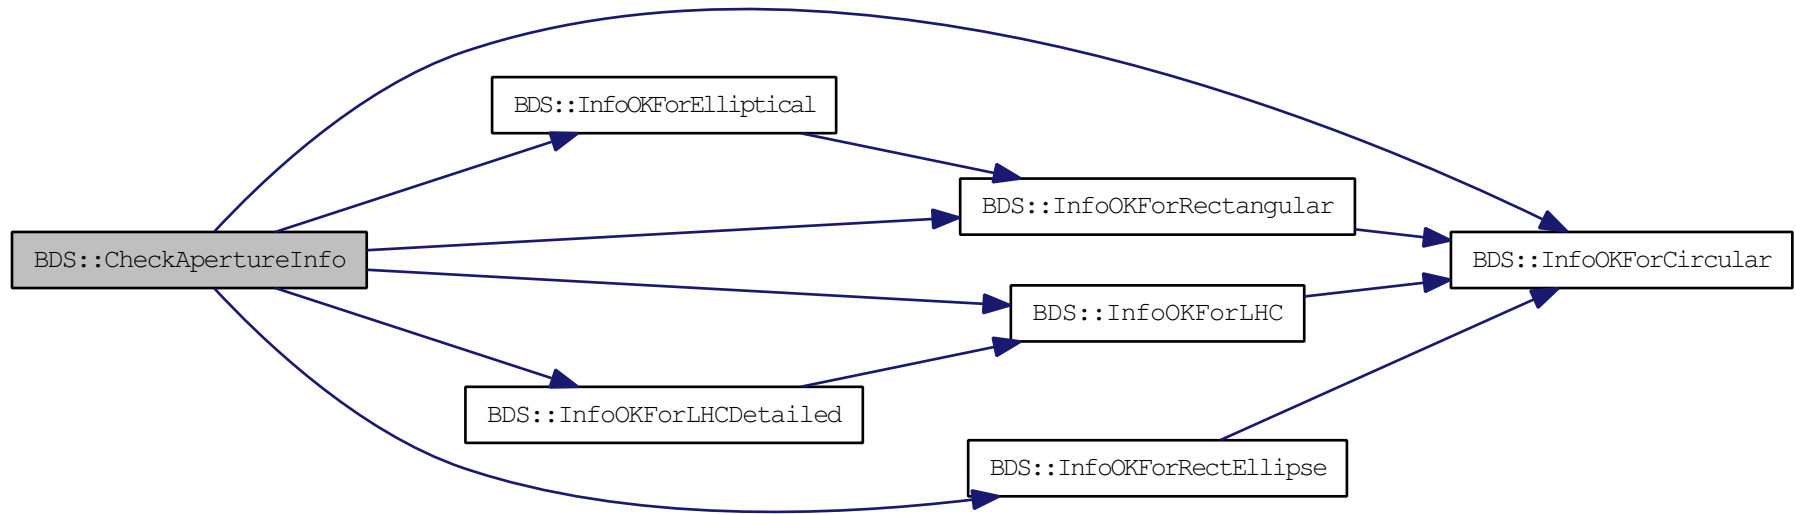 BDS::InfoOKForElliptical
BDS::InfoOKForRectangular
BDS::CheckApertureInfo
BDS::InfoOKForCircular
BDS::InfoOKForLHC
BDS::InfoOKForLHCDetailed
BDS::InfoOKForRectEllipse